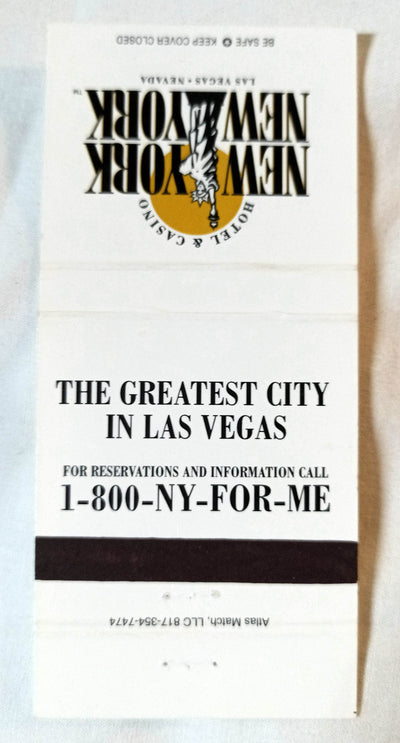 HOTEL & CASINO
NEW YORK
NEW YORK™
LAS VEGAS • NEVADA
BE SAFE ✪ KEEP COVER CLOSED
THE GREATEST CITY
IN LAS VEGAS
FOR RESERVATIONS AND INFORMATION CALL
1-800-NY-FOR-ME
Atlas Match, LLC 817-354-7474